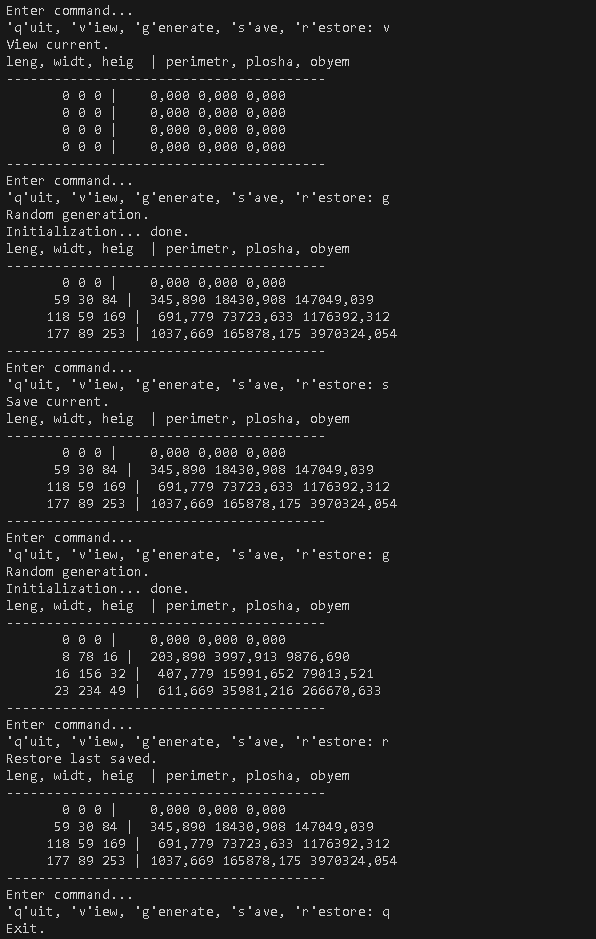 Enter command...
'q'uit, 'v'iew, 'g'enerate, 's'ave, 'r'estore: v
View current.
leng, widt, heig  | perimetr, plosha, obyem
----------------------------------------
       0 0 0 |    0,000 0,000 0,000
       0 0 0 |    0,000 0,000 0,000
       0 0 0 |    0,000 0,000 0,000
       0 0 0 |    0,000 0,000 0,000
----------------------------------------
Enter command...
'q'uit, 'v'iew, 'g'enerate, 's'ave, 'r'estore: g
Random generation.
Initialization... done.
leng, widt, heig  | perimetr, plosha, obyem
----------------------------------------
       0 0 0 |    0,000 0,000 0,000
      59 30 84 |  345,890 18430,908 147049,039
     118 59 169 |  691,779 73723,633 1176392,312
     177 89 253 | 1037,669 165878,175 3970324,054
----------------------------------------
Enter command...
'q'uit, 'v'iew, 'g'enerate, 's'ave, 'r'estore: s
Save current.
leng, widt, heig  | perimetr, plosha, obyem
----------------------------------------
       0 0 0 |    0,000 0,000 0,000
      59 30 84 |  345,890 18430,908 147049,039
     118 59 169 |  691,779 73723,633 1176392,312
     177 89 253 | 1037,669 165878,175 3970324,054
----------------------------------------
Enter command...
'q'uit, 'v'iew, 'g'enerate, 's'ave, 'r'estore: g
Random generation.
Initialization... done.
leng, widt, heig  | perimetr, plosha, obyem
----------------------------------------
       0 0 0 |    0,000 0,000 0,000
       8 78 16 |  203,890 3997,913 9876,690
      16 156 32 |  407,779 15991,652 79013,521
      23 234 49 |  611,669 35981,216 266670,633
----------------------------------------
Enter command...
'q'uit, 'v'iew, 'g'enerate, 's'ave, 'r'estore: r
Restore last saved.
leng, widt, heig  | perimetr, plosha, obyem
----------------------------------------
       0 0 0 |    0,000 0,000 0,000
      59 30 84 |  345,890 18430,908 147049,039
     118 59 169 |  691,779 73723,633 1176392,312
     177 89 253 | 1037,669 165878,175 3970324,054
----------------------------------------
Enter command...
'q'uit, 'v'iew, 'g'enerate, 's'ave, 'r'estore: q
Exit.